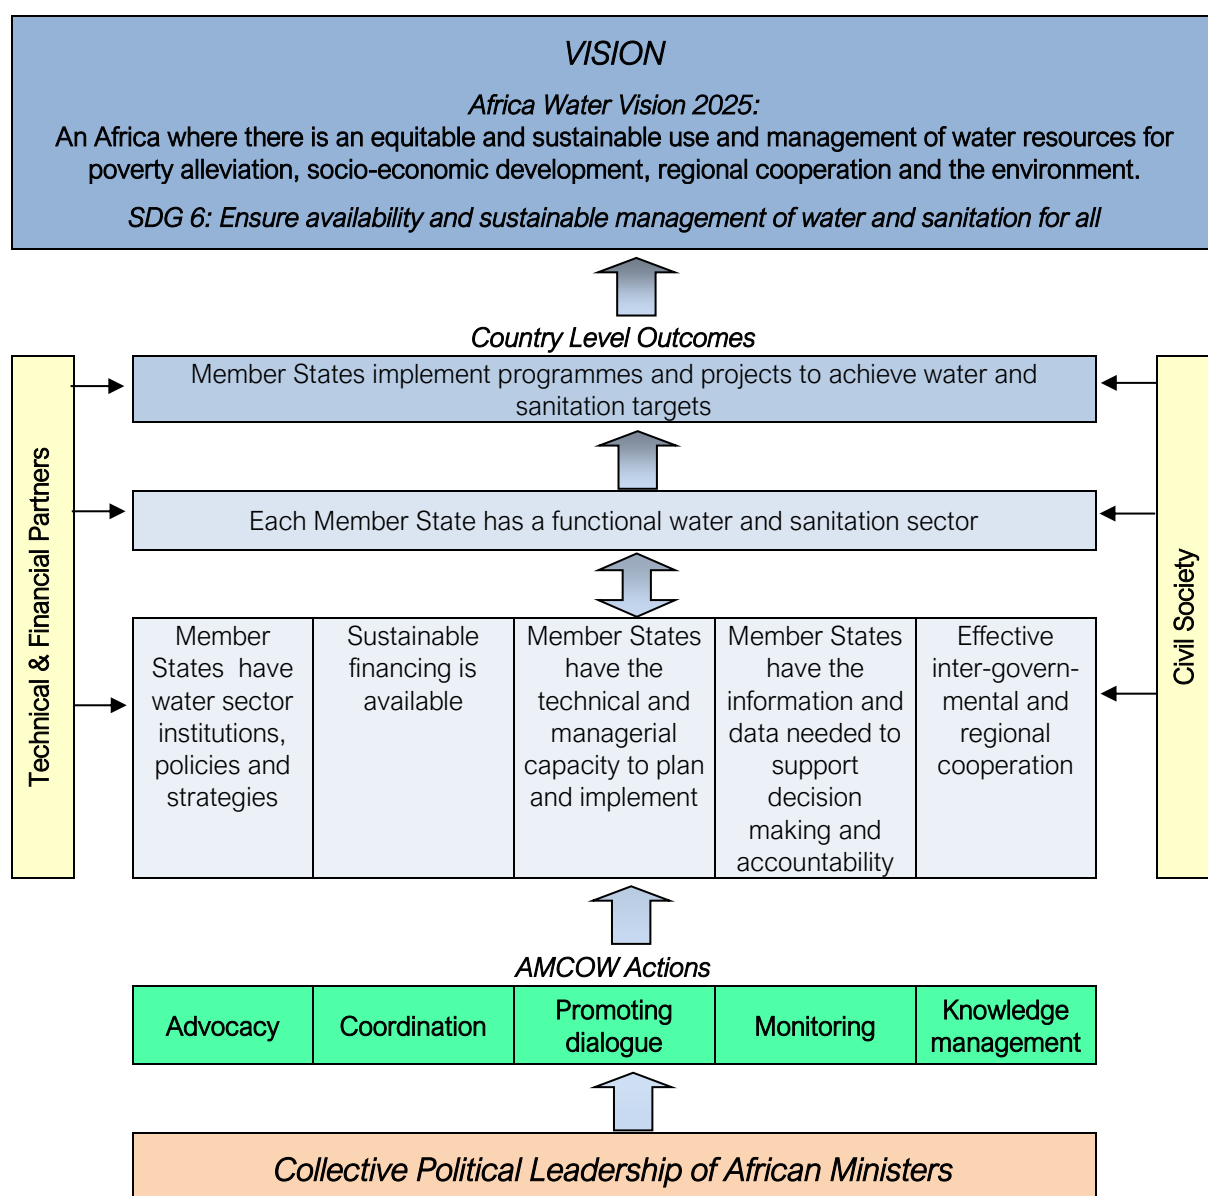 VISION
Africa Water Vision 2025:
An Africa where there is an equitable and sustainable use and management of water resources for
poverty alleviation, socio-economic development, regional cooperation and the environment.
SDG 6: Ensure availability and sustainable management of water and sanitation for all
Country Level Outcomes
Member States implement programmes and projects to achieve water and
sanitation targets
Each Member State has a functional water and sanitation sector
Technical & Financial Partners
Civil Society
Member
States  have
water sector
institutions,
policies and
strategies
Sustainable
financing is
available
Member States
have the
technical and
managerial
capacity to plan
and implement
Member States
have the
information and
data needed to
support
decision
making and
accountability
Effective
inter-govern-
mental and
regional
cooperation
AMCOW Actions
Advocacy
Coordination
Promoting
dialogue
Monitoring
Knowledge
management
Collective Political Leadership of African Ministers